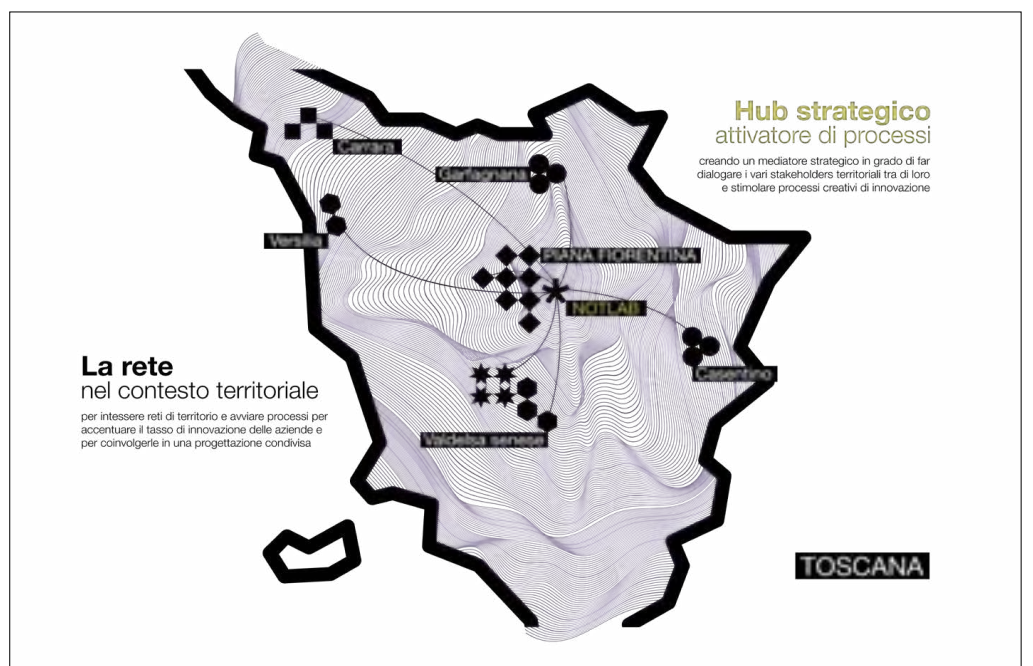 Hub strategico
attivatore di processi
creando un mediatore strategico in grado di far
dialogare i vari stakeholders territoriali tra di loro
e stimolare processi creativi di innovazione
Carrara
Garfagnana
Versilia
PIANA FIORENTINA
NOTLAB
La rete
nel contesto territoriale
per intessere reti di territorio e avviare processi per
accentuare il tasso di innovazione delle aziende e
per coinvolgerle in una progettazione condivisa
Casentino
Valdelsa senese
TOSCANA